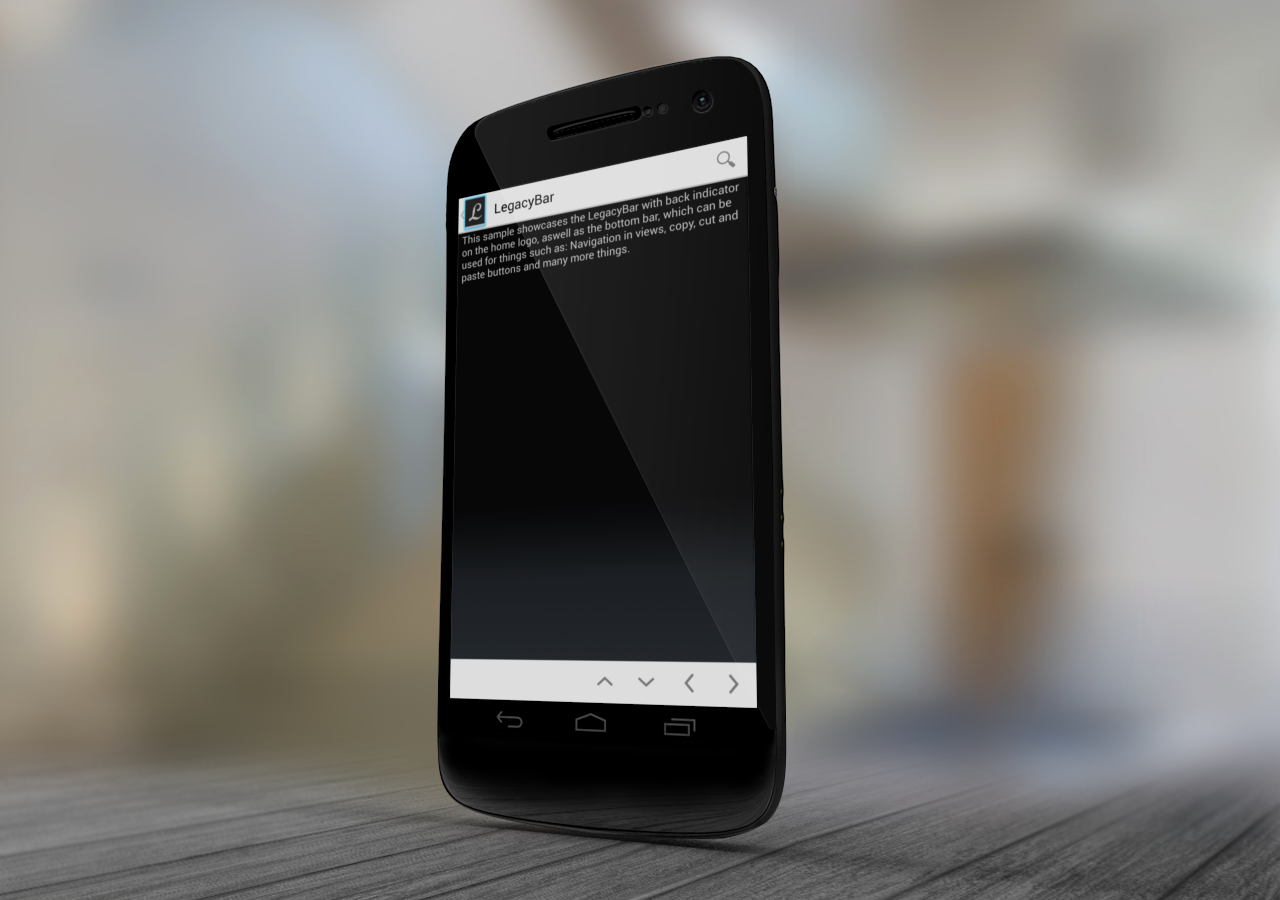 LegacyBar
This sample showcases the LegacyBar with back indicator
on the home logo, aswell as the bottom bar, which can be
used for things such as: Navigation in views, copy, cut and
paste buttons and many more things.